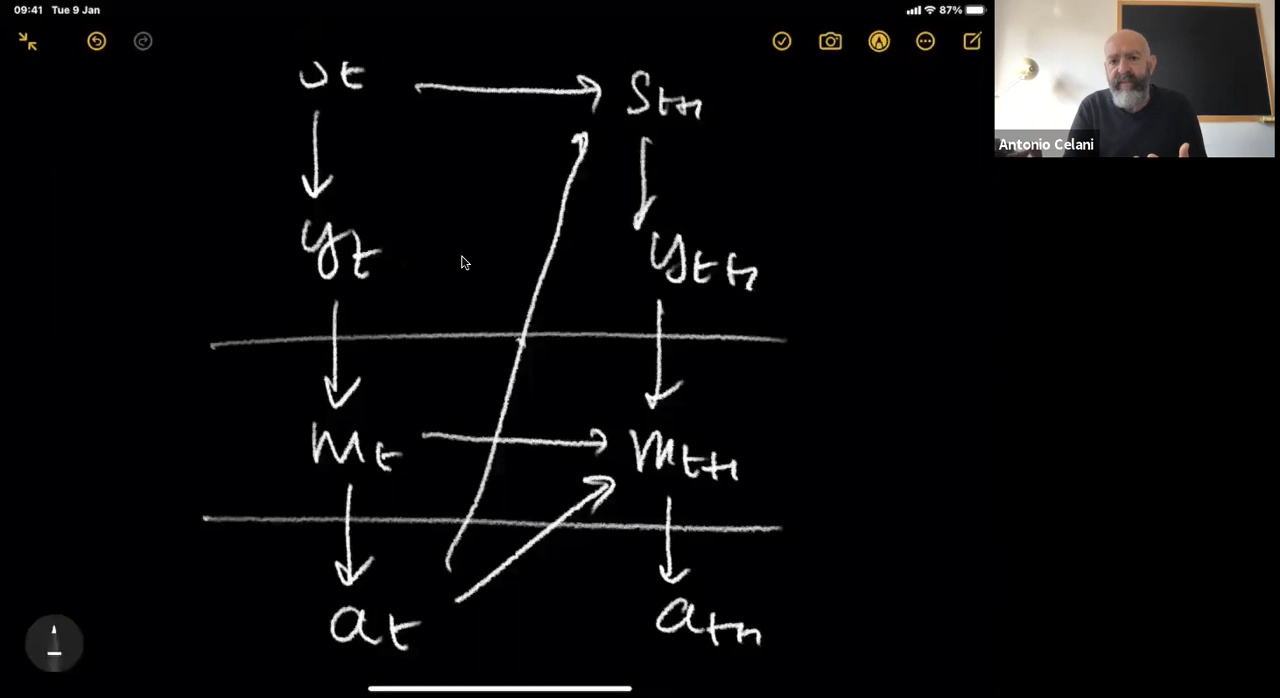 09:41 Tue 9 Jan 87%
Antonio Celani
st St+1
yt yt+1
mt mt+1
at at+1